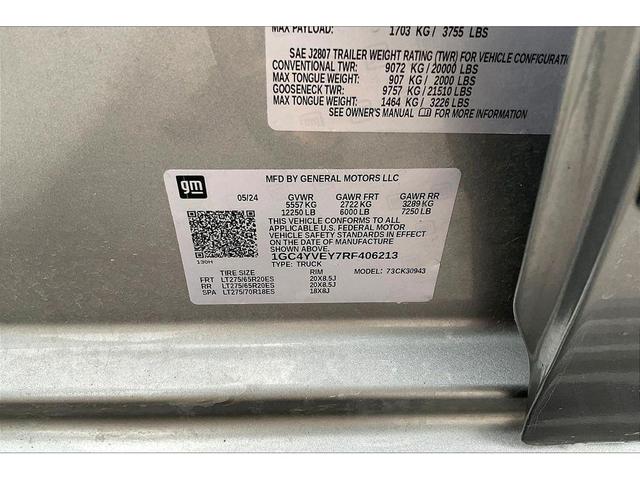 MAX PAYLOAD: 1703 KG / 3755 LBS
SAE J2807 TRAILER WEIGHT RATING (TWR) FOR VEHICLE CONFIGURATION
CONVENTIONAL TWR: 9072 KG/20000 LBS
MAX TONGUE WEIGHT: 907 KG/ 2000 LBS
GOOSENECK TWR: 9757 KG/21510 LBS
MAX TONGUE WEIGHT: 1464 KG/ 3226 LBS
SEE OWNER'S MANUAL FOR MORE INFORMATION
gm
MFD BY GENERAL MOTORS LLC
05/24 GVWR GAWR FRT GAWR RR
5557 KG 2722 KG 3289 KG
12250 LB 6000 LB 7250 LB
THIS VEHICLE CONFORMS TO ALL
APPLICABLE U.S. FEDERAL MOTOR
VEHICLE SAFETY STANDARDS IN EFFECT
ON THE DATE OF MANUFACTURE
SHOWN ABOVE.
1GC4YVEY7RF406213
130H
TYPE: TRUCK
TIRE SIZE RIM MODEL: 73CK30943
FRT LT275/65R20ES 20X8.5J
RR LT275/65R20ES 20X8.5J
SPA LT275/70R18ES 18X8J